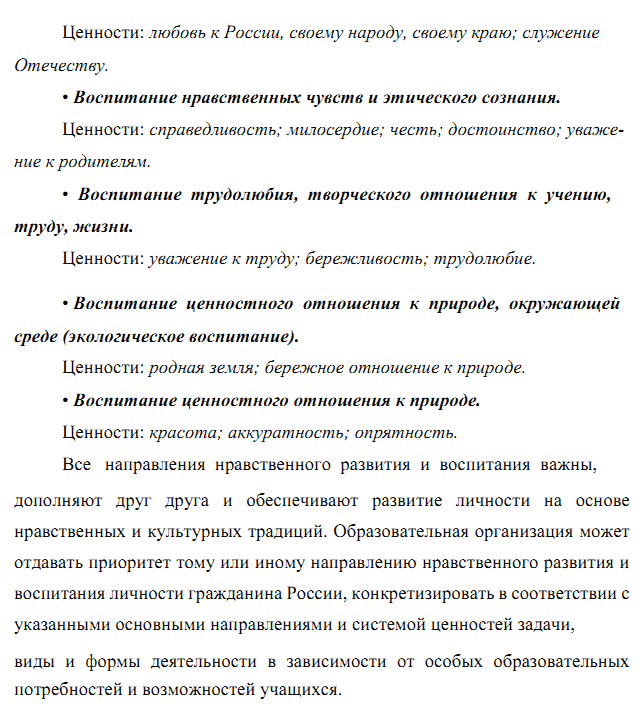 Ценности: любовь к России, своему народу, своему краю; служение
Отечеству.
• Воспитание нравственных чувств и этического сознания.
Ценности: справедливость; милосердие; честь; достоинство; уваже-
ние к родителям.
• Воспитание трудолюбия, творческого отношения к учению,
труду, жизни.
Ценности: уважение к труду; бережливость; трудолюбие.
• Воспитание ценностного отношения к природе, окружающей
среде (экологическое воспитание).
Ценности: родная земля; бережное отношение к природе.
• Воспитание ценностного отношения к природе.
Ценности: красота; аккуратность; опрятность.
Все направления нравственного развития и воспитания важны,
дополняют друг друга и обеспечивают развитие личности на основе
нравственных и культурных традиций. Образовательная организация может
отдавать приоритет тому или иному направлению нравственного развития и
воспитания личности гражданина России, конкретизировать в соответствии с
указанными основными направлениями и системой ценностей задачи,
виды и формы деятельности в зависимости от особых образовательных
потребностей и возможностей учащихся.